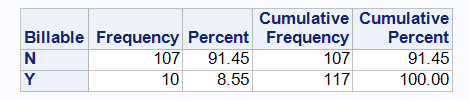 Cumulative Cumulative
Billable Frequency Percent Frequency Percent
N 107 91.45 107 91.45
Y 10 8.55 117 100.00